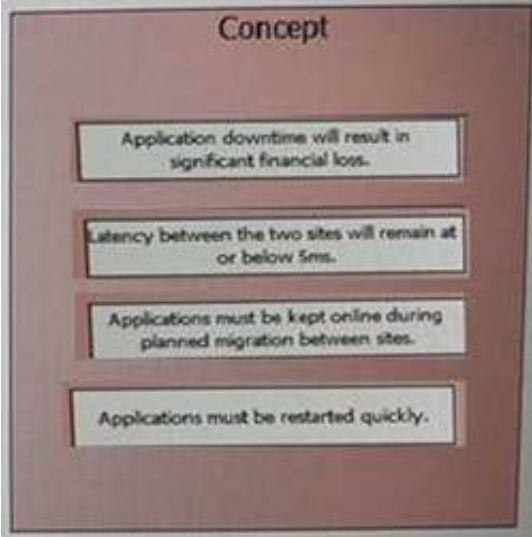 Concept
Application downtime will result in
significant financial loss.
Latency between the two sites will remain at
or below 5ms.
Applications must be kept online during
planned migration between sites.
Applications must be restarted quickly.